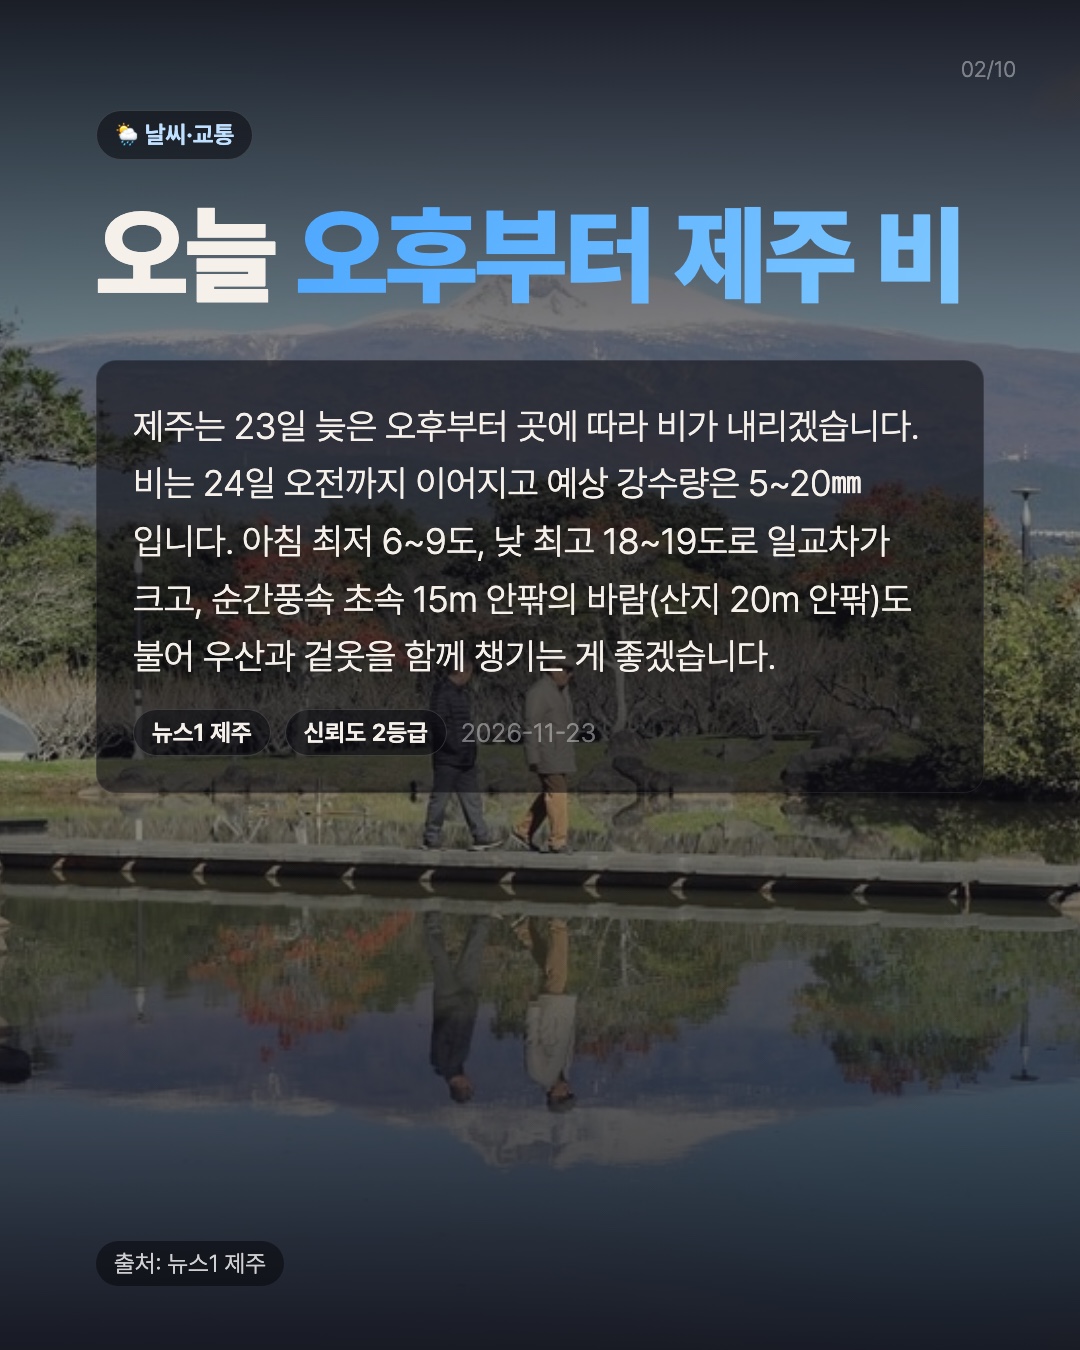 02/10
날씨·교통
오늘 오후부터 제주 비
제주는 23일 늦은 오후부터 곳에 따라 비가 내리겠습니다.
비는 24일 오전까지 이어지고 예상 강수량은 5~20㎜
입니다. 아침 최저 6~9도, 낮 최고 18~19도로 일교차가
크고, 순간풍속 초속 15m 안팎의 바람(산지 20m 안팎)도
불어 우산과 겉옷을 함께 챙기는 게 좋겠습니다.
뉴스1 제주 신뢰도 2등급 2026-11-23
출처: 뉴스1 제주